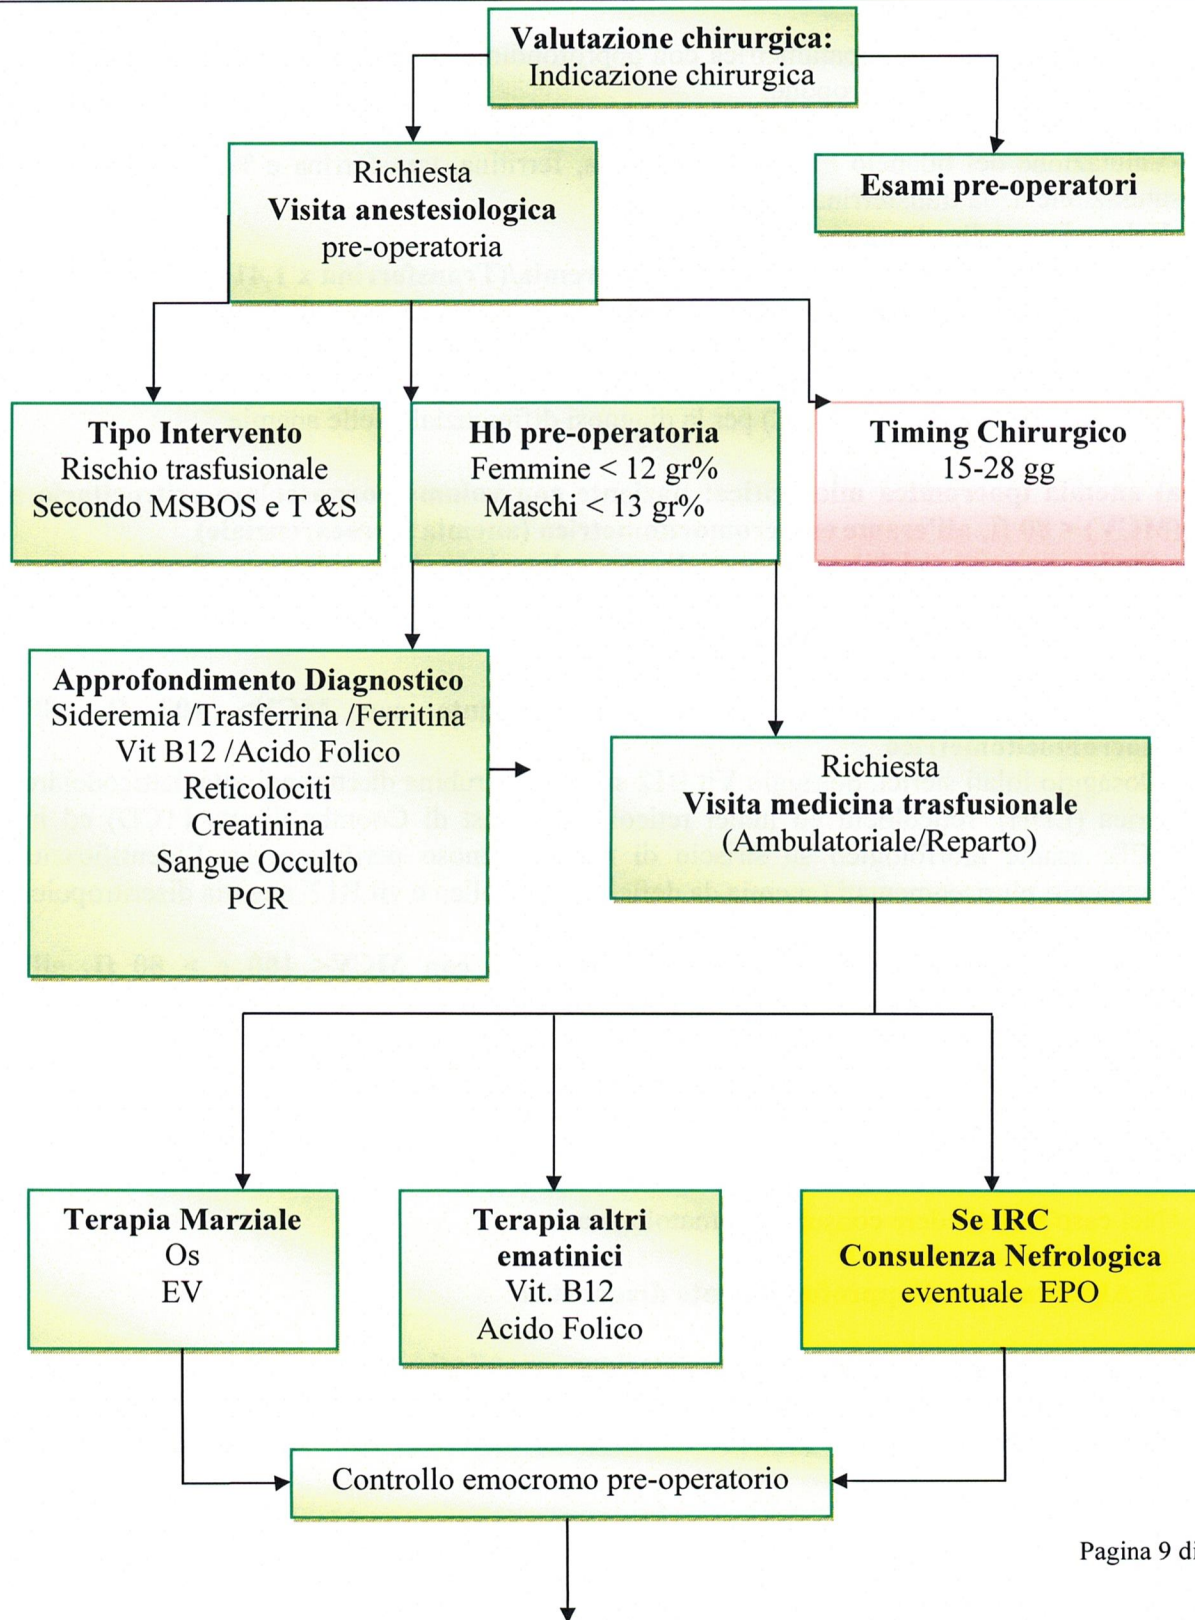 Valutazione chirurgica:
Indicazione chirurgica
Richiesta
Visita anestesiologica
pre-operatoria
Esami pre-operatori
Tipo Intervento
Rischio trasfusionale
Secondo MSBOS e T &S
Hb pre-operatoria
Femmine < 12 gr%
Maschi < 13 gr%
Timing Chirurgico
15-28 gg
Approfondimento Diagnostico
Sideremia /Trasferrina /Ferritina
Vit B12 /Acido Folico
Reticolociti
Creatinina
Sangue Occulto
PCR
Richiesta
Visita medicina trasfusionale
(Ambulatoriale/Reparto)
Terapia Marziale
Os
EV
Terapia altri
ematinici
Vit. B12
Acido Folico
Se IRC
Consulenza Nefrologica
eventuale EPO
Controllo emocromo pre-operatorio
Pagina 9 di